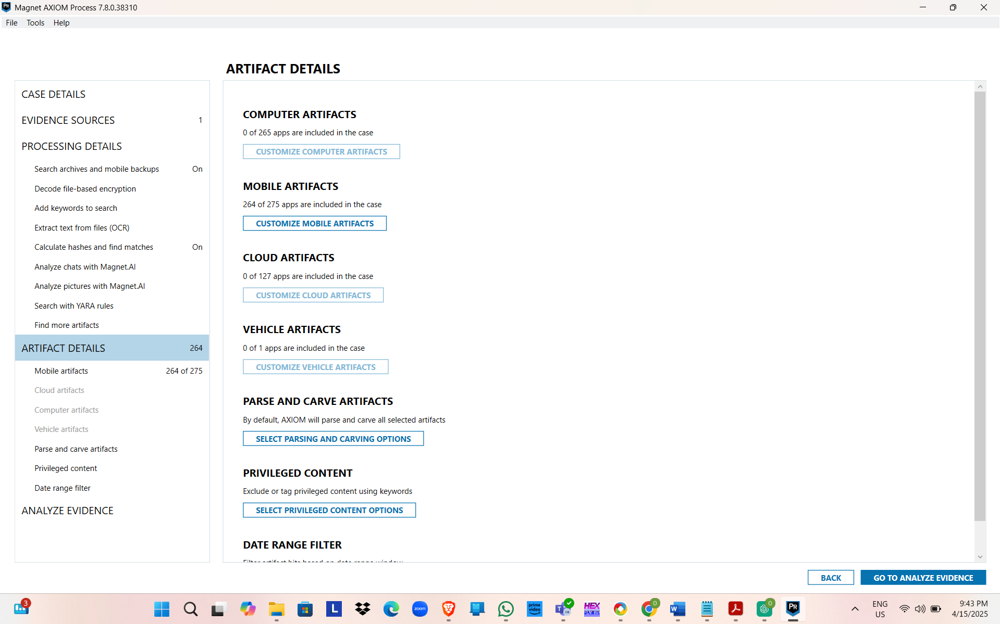 Magnet AXIOM Process 7.8.0.38310
File Tools Help
ARTIFACT DETAILS
CASE DETAILS
EVIDENCE SOURCES 1
PROCESSING DETAILS
Search archives and mobile backups On
Decode file-based encryption
Add keywords to search
Extract text from files (OCR)
Calculate hashes and find matches On
Analyze chats with Magnet.AI
Analyze pictures with Magnet.AI
Search with YARA rules
Find more artifacts
ARTIFACT DETAILS 264
Mobile artifacts 264 of 275
Cloud artifacts
Computer artifacts
Vehicle artifacts
Parse and carve artifacts
Privileged content
Date range filter
ANALYZE EVIDENCE
COMPUTER ARTIFACTS
0 of 265 apps are included in the case
CUSTOMIZE COMPUTER ARTIFACTS
MOBILE ARTIFACTS
264 of 275 apps are included in the case
CUSTOMIZE MOBILE ARTIFACTS
CLOUD ARTIFACTS
0 of 127 apps are included in the case
CUSTOMIZE CLOUD ARTIFACTS
VEHICLE ARTIFACTS
0 of 1 apps are included in the case
CUSTOMIZE VEHICLE ARTIFACTS
PARSE AND CARVE ARTIFACTS
By default, AXIOM will parse and carve all selected artifacts
SELECT PARSING AND CARVING OPTIONS
PRIVILEGED CONTENT
Exclude or tag privileged content using keywords
SELECT PRIVILEGED CONTENT OPTIONS
DATE RANGE FILTER
Filter artifact hits based on date range window
BACK
GO TO ANALYZE EVIDENCE
3
L
zoom
prime video
HEX
0
W
0
PR
ENG
US
9:43 PM
4/15/2025